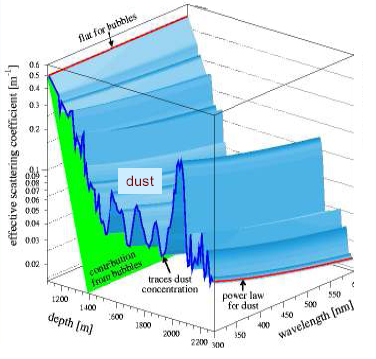 flat for bubbles
effective scattering coefficient [m⁻¹]
0.6
0.5
0.4
0.3
0.2
0.1
0.09
0.08
0.07
0.06
0.05
0.04
0.03
0.02
dust
contribution
from bubbles
traces dust
concentration
power law
for dust
1200
1400
1600
1800
2000
2200
depth [m]
300
350
400
450
500
550
wavelength [nm]